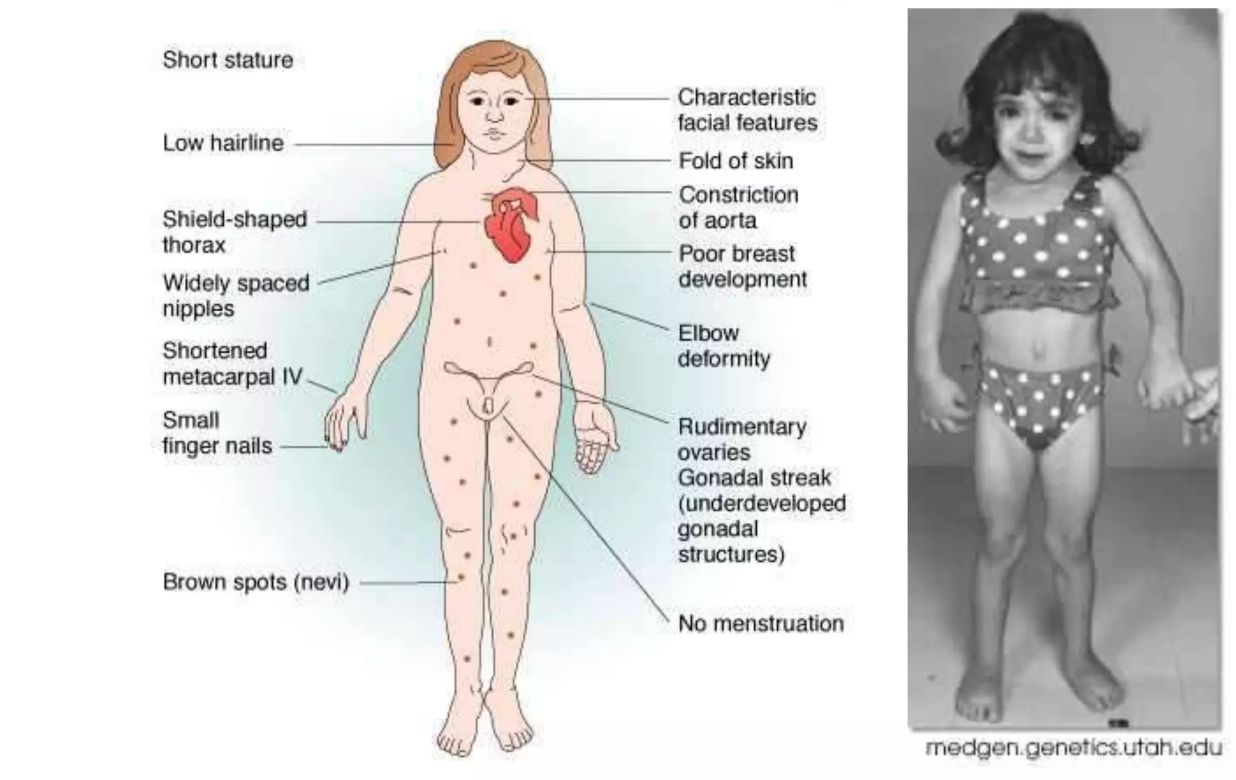 Short stature
Low hairline
Shield-shaped
thorax
Widely spaced
nipples
Shortened
metacarpal IV
Small
finger nails
Brown spots (nevi)
Characteristic
facial features
Fold of skin
Constriction
of aorta
Poor breast
development
Elbow
deformity
Rudimentary
ovaries
Gonadal streak
(underdeveloped
gonadal
structures)
No menstruation
medgen.genetics.utah.edu